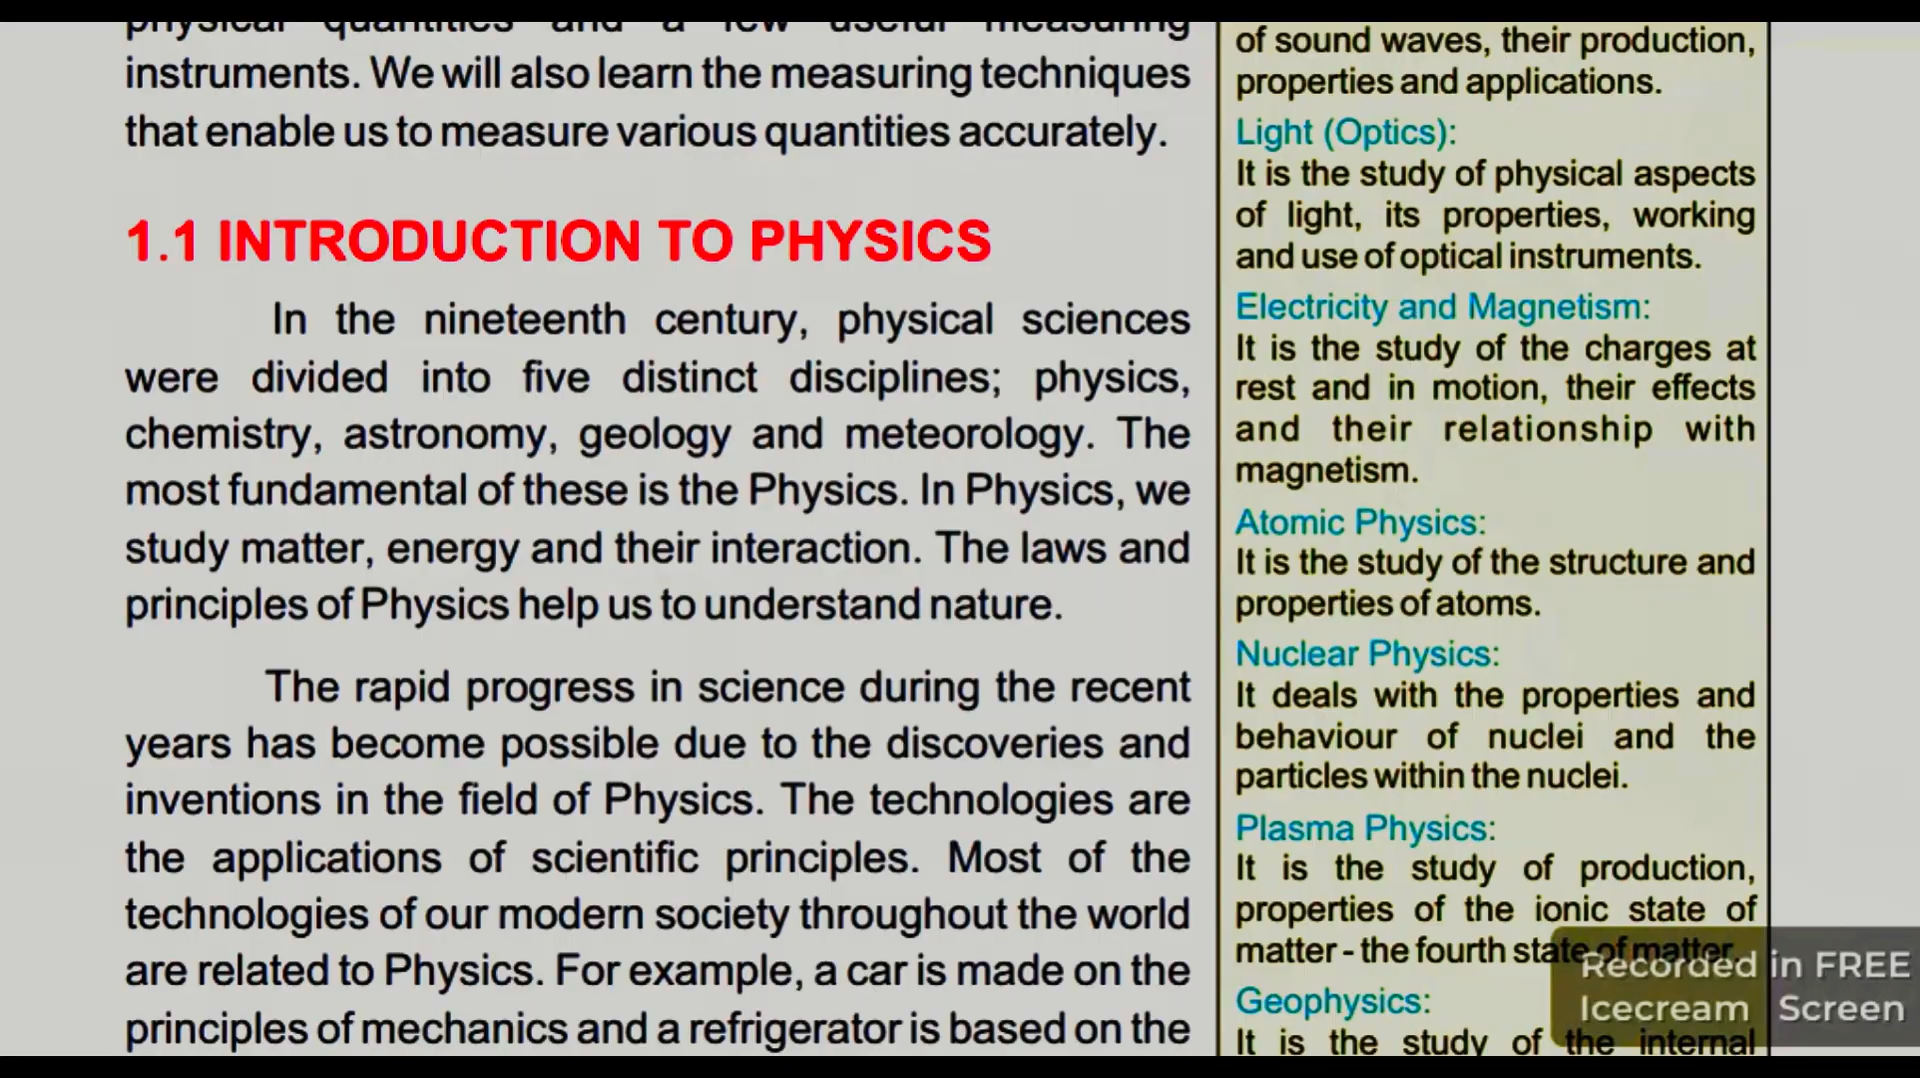 physical quantities and a few useful measuring
instruments. We will also learn the measuring techniques
that enable us to measure various quantities accurately.
1.1 INTRODUCTION TO PHYSICS
In the nineteenth century, physical sciences
were divided into five distinct disciplines; physics,
chemistry, astronomy, geology and meteorology. The
most fundamental of these is the Physics. In Physics, we
study matter, energy and their interaction. The laws and
principles of Physics help us to understand nature.
The rapid progress in science during the recent
years has become possible due to the discoveries and
inventions in the field of Physics. The technologies are
the applications of scientific principles. Most of the
technologies of our modern society throughout the world
are related to Physics. For example, a car is made on the
principles of mechanics and a refrigerator is based on the
of sound waves, their production,
properties and applications.
Light (Optics):
It is the study of physical aspects
of light, its properties, working
and use of optical instruments.
Electricity and Magnetism:
It is the study of the charges at
rest and in motion, their effects
and their relationship with
magnetism.
Atomic Physics:
It is the study of the structure and
properties of atoms.
Nuclear Physics:
It deals with the properties and
behaviour of nuclei and the
particles within the nuclei.
Plasma Physics:
It is the study of production,
properties of the ionic state of
matter - the fourth state of matter.
Geophysics:
It is the study of the internal
Recorded in FREE
Icecream Screen